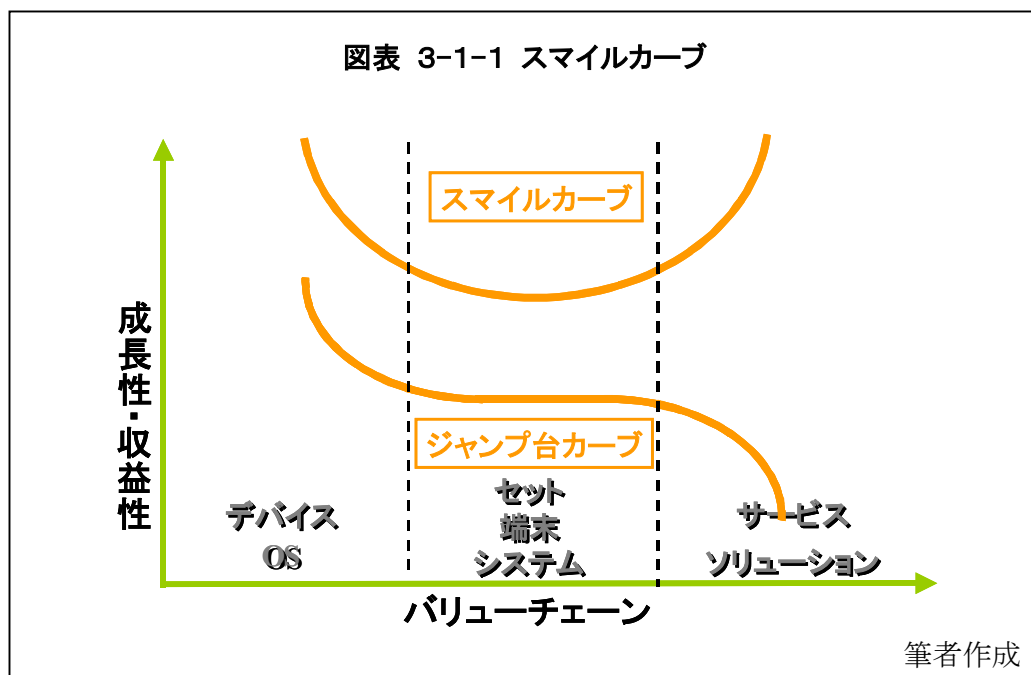 図表 3-1-1 スマイルカーブ
スマイルカーブ
成長性・収益性
ジャンプ台カーブ
デバイス
OS
セット
端末
システム
サービス
ソリューション
バリューチェーン
筆者作成